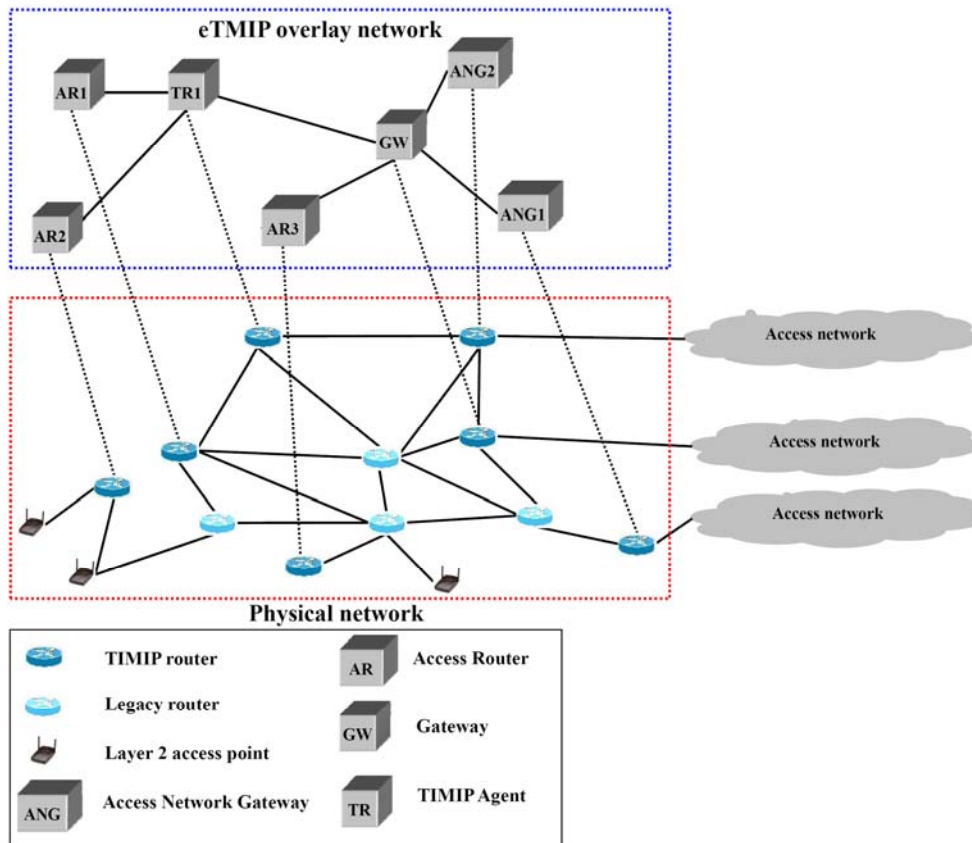 eTMIP overlay network
ANG2
AR1
TR1
GW
AR2
AR3
ANG1
Access network
Access network
Access network
Physical network
TIMIP router
AR
Access Router
Legacy router
GW
Gateway
Layer 2 access point
ANG
Access Network Gateway
TR
TIMIP Agent